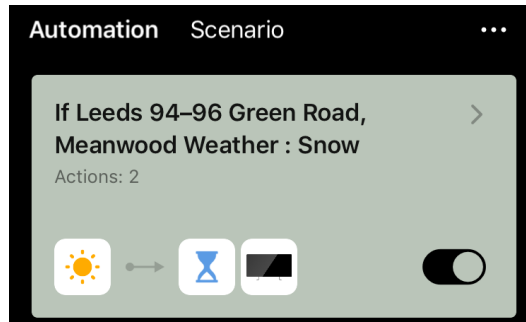 Automation Scenario
If Leeds 94–96 Green Road,
Meanwood Weather : Snow
Actions: 2